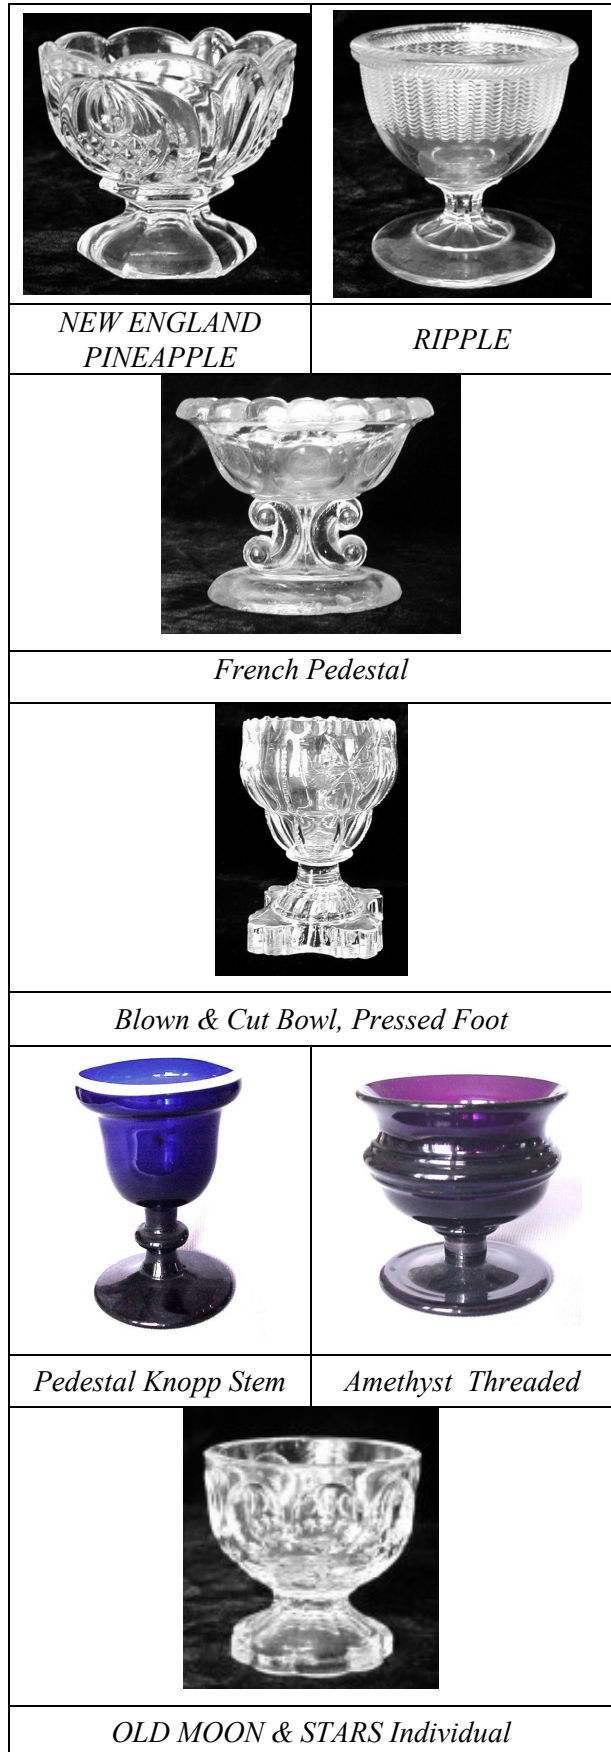 NEW ENGLAND
PINEAPPLE
RIPPLE
French Pedestal
Blown & Cut Bowl, Pressed Foot
Pedestal Knopp Stem
Amethyst Threaded
OLD MOON & STARS Individual